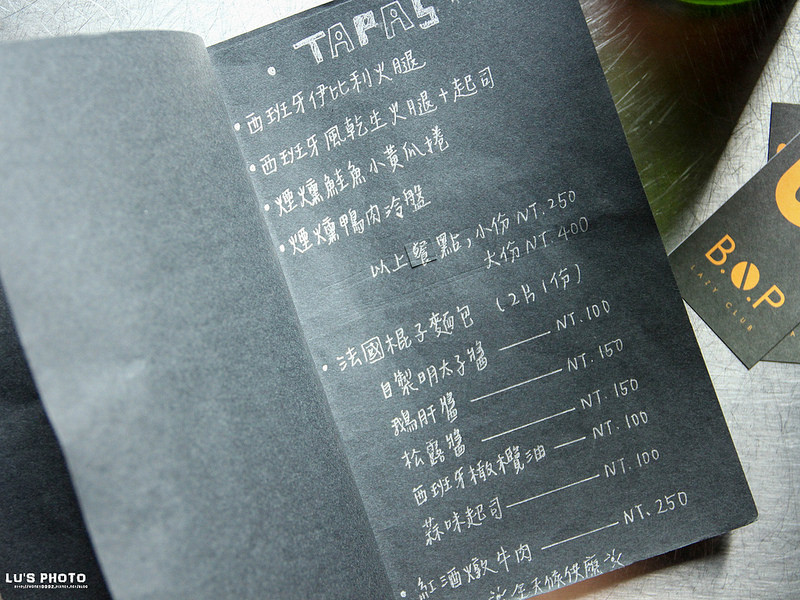 • TAPAS
• 西班牙伊比利火腿
• 西班牙風乾生火腿+起司
• 煙燻鮭魚小黃瓜捲
• 煙燻鴨肉冷盤
以上餐點,小份 NT.250
大份 NT.400
• 法國棍子麵包 (2片1份)
自製明太子醬 —— NT.100
鵝肝醬 —— NT.150
松露醬 —— NT.150
西班牙橄欖油 — NT.100
蒜味起司 —— NT.100
• 紅酒燉牛肉 —— NT.250
全天候供應
B.O.P
LAZY CLUB
LU'S PHOTO